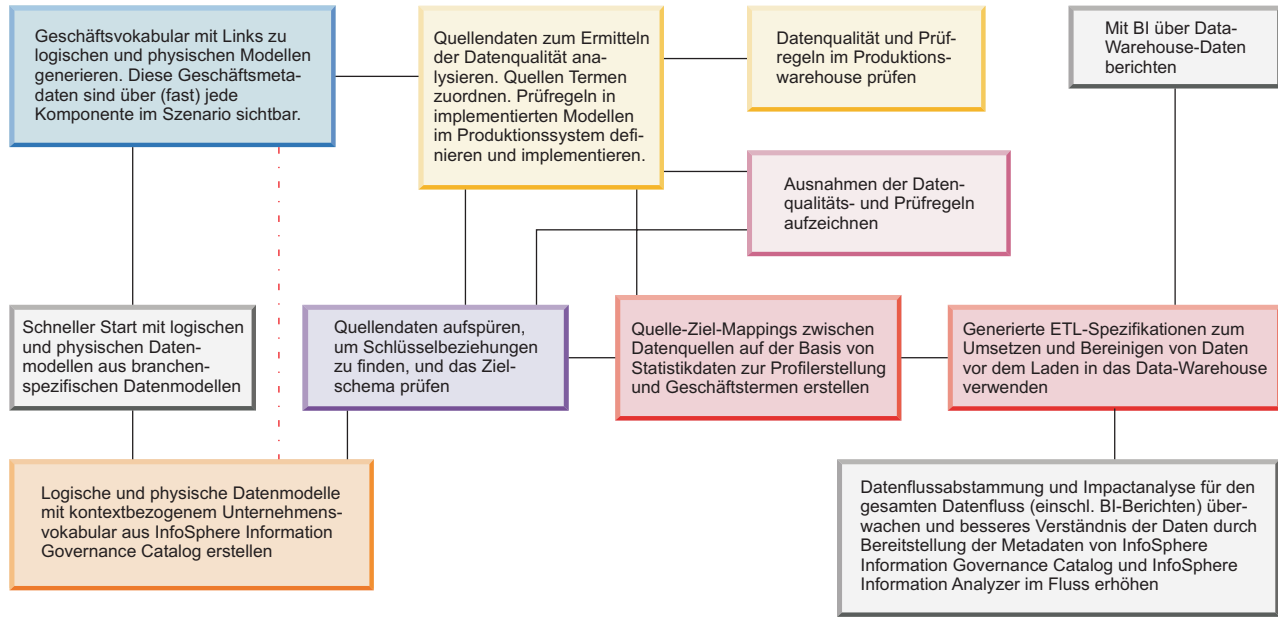 Geschäftsvokabular mit Links zu
logischen und physischen Modellen
generieren. Diese Geschäftsmeta-
daten sind über (fast) jede
Komponente im Szenario sichtbar.
Quellendaten zum Ermitteln
der Datenqualität ana-
lysieren. Quellen Termen
zuordnen. Prüfregeln in
implementierten Modellen
im Produktionssystem defi-
nieren und implementieren.
Datenqualität und Prüf-
regeln im Produktions-
warehouse prüfen
Mit BI über Data-
Warehouse-Daten
berichten
Ausnahmen der Daten-
qualitäts- und Prüfregeln
aufzeichnen
Schneller Start mit logischen
und physischen Daten-
modellen aus branchen-
spezifischen Datenmodellen
Quellendaten aufspüren,
um Schlüsselbeziehungen
zu finden, und das Ziel-
schema prüfen
Quelle-Ziel-Mappings zwischen
Datenquellen auf der Basis von
Statistikdaten zur Profilerstellung
und Geschäftstermen erstellen
Generierte ETL-Spezifikationen zum
Umsetzen und Bereinigen von Daten
vor dem Laden in das Data-Warehouse
verwenden
Logische und physische Datenmodelle
mit kontextbezogenem Unternehmens-
vokabular aus InfoSphere Information
Governance Catalog erstellen
Datenflussabstammung und Impactanalyse für den
gesamten Datenfluss (einschl. BI-Berichten) über-
wachen und besseres Verständnis der Daten durch
Bereitstellung der Metadaten von InfoSphere
Information Governance Catalog und InfoSphere
Information Analyzer im Fluss erhöhen